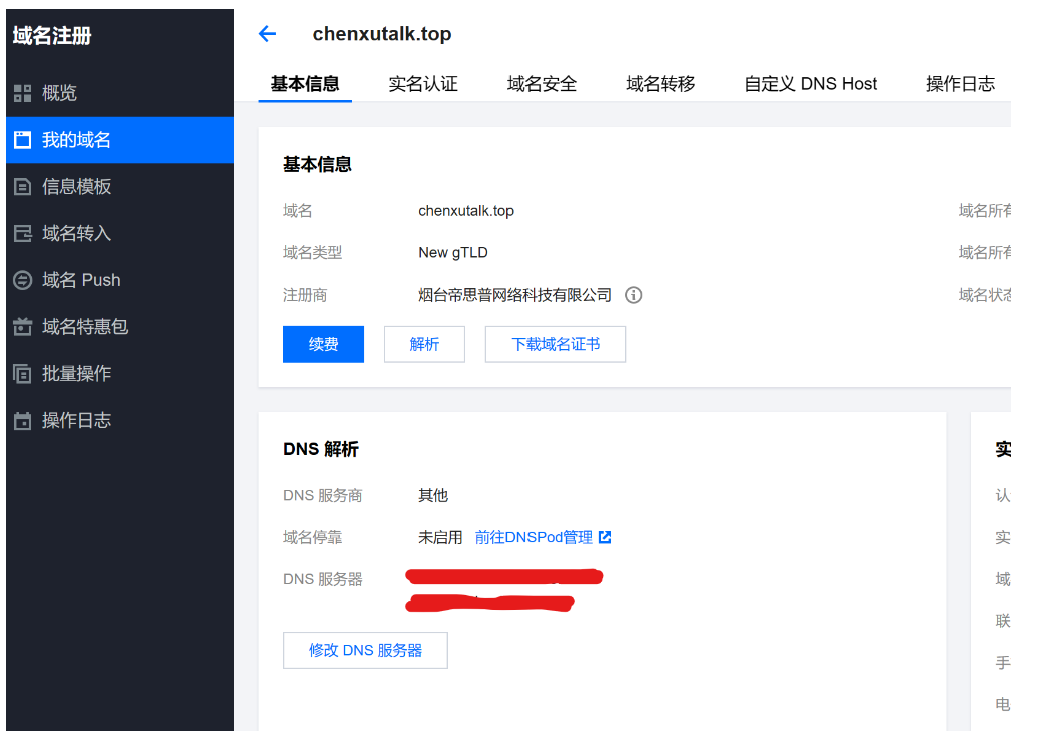 域名注册
概览
我的域名
信息模板
域名转入
域名 Push
域名特惠包
批量操作
操作日志
chenxutalk.top
基本信息 实名认证 域名安全 域名转移 自定义 DNS Host 操作日志
基本信息
域名 chenxutalk.top 域名所有
域名类型 New gTLD 域名所有
注册商 烟台帝思普网络科技有限公司 域名状态
续费 解析 下载域名证书
DNS 解析 实
DNS 服务商 其他 认
域名停靠 未启用 前往DNSPod管理 实
DNS 服务器 域
联
修改 DNS 服务器 手
电